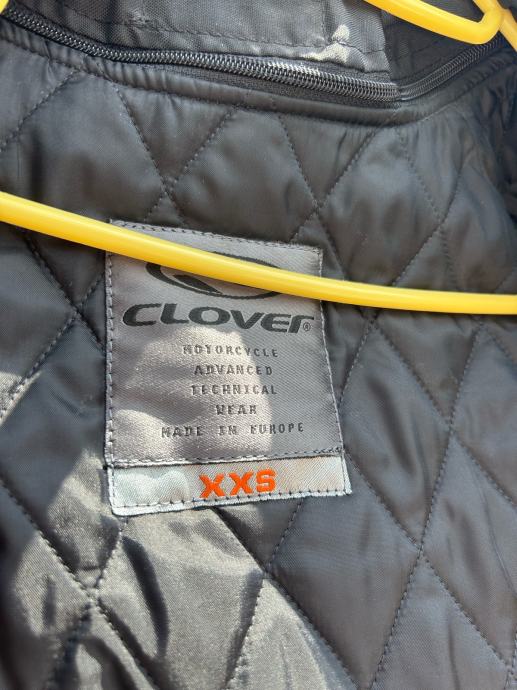 CLOVER®
MOTORCYCLE
ADVANCED
TECHNICAL
WEAR
MADE IN EUROPE
XXS